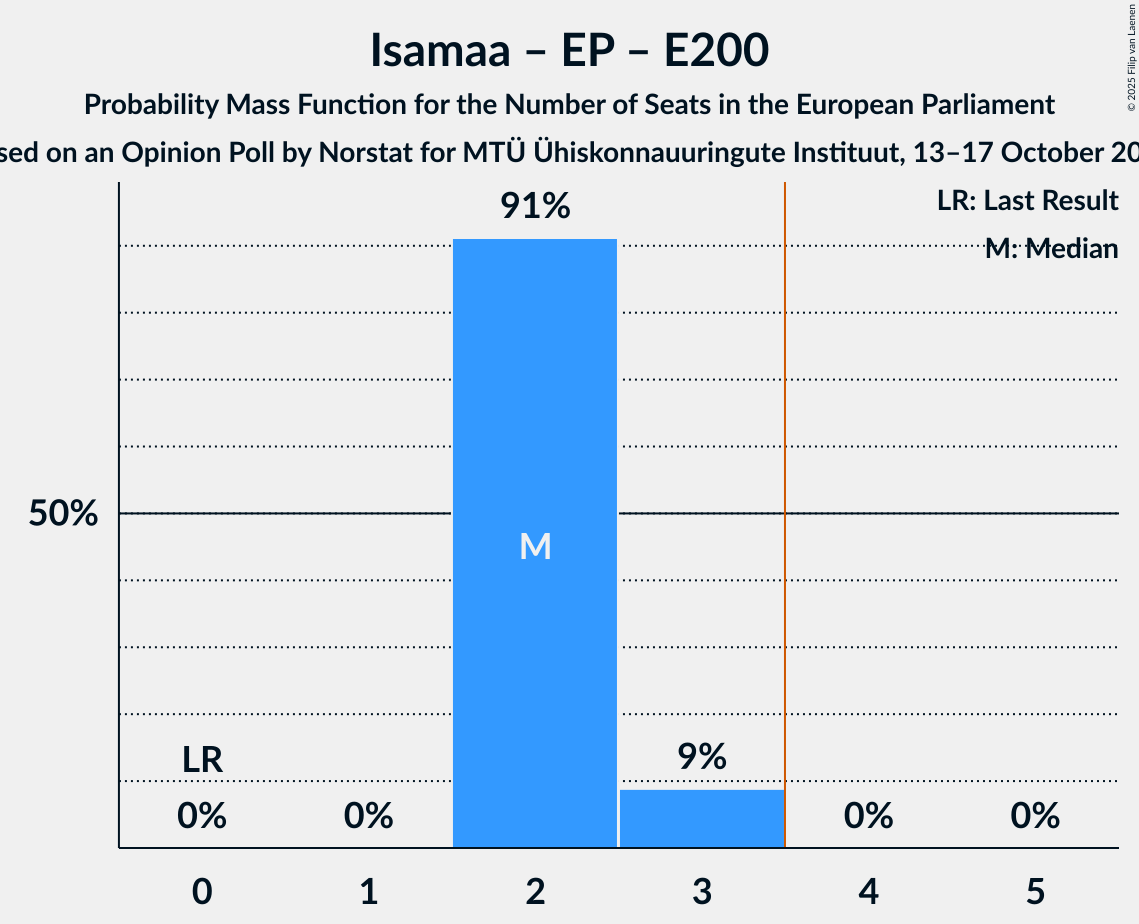 Isamaa – EP – E200
Probability Mass Function for the Number of Seats in the European Parliament
sed on an Opinion Poll by Norstat for MTÜ Ühiskonnauuringute Instituut, 13–17 October 20
© 2025 Filip van Laenen
LR: Last Result
M: Median
91%
50%
M
LR
9%
0%
0%
0%
0%
0
1
2
3
4
5